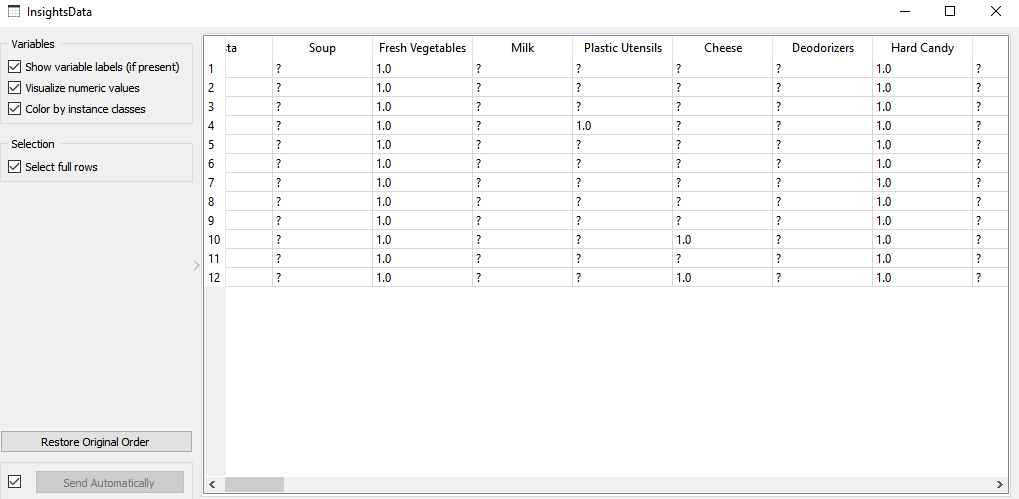 InsightsData
Variables
Show variable labels (if present)
Visualize numeric values
Color by instance classes
Selection
Select full rows
Restore Original Order
Send Automatically
sta Soup Fresh Vegetables Milk Plastic Utensils Cheese Deodorizers Hard Candy
1 ? 1.0 ? ? ? ? 1.0 ?
2 ? 1.0 ? ? ? ? 1.0 ?
3 ? 1.0 ? ? ? ? 1.0 ?
4 ? 1.0 ? 1.0 ? ? 1.0 ?
5 ? 1.0 ? ? ? ? 1.0 ?
6 ? 1.0 ? ? ? ? 1.0 ?
7 ? 1.0 ? ? ? ? 1.0 ?
8 ? 1.0 ? ? ? ? 1.0 ?
9 ? 1.0 ? ? ? ? 1.0 ?
10 ? 1.0 ? ? 1.0 ? 1.0 ?
11 ? 1.0 ? ? ? ? 1.0 ?
12 ? 1.0 ? ? 1.0 ? 1.0 ?